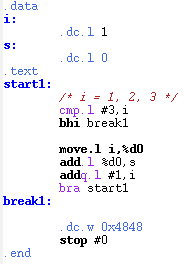 .data
i:
.dc.l 1
s:
.dc.l 0
.text
start1:
/* i = 1, 2, 3 */
cmp.l #3,i
bhi break1
move.l i,%d0
add.l %d0,s
addq.l #1,i
bra start1
break1:
.dc.w 0x4848
stop #0
.end